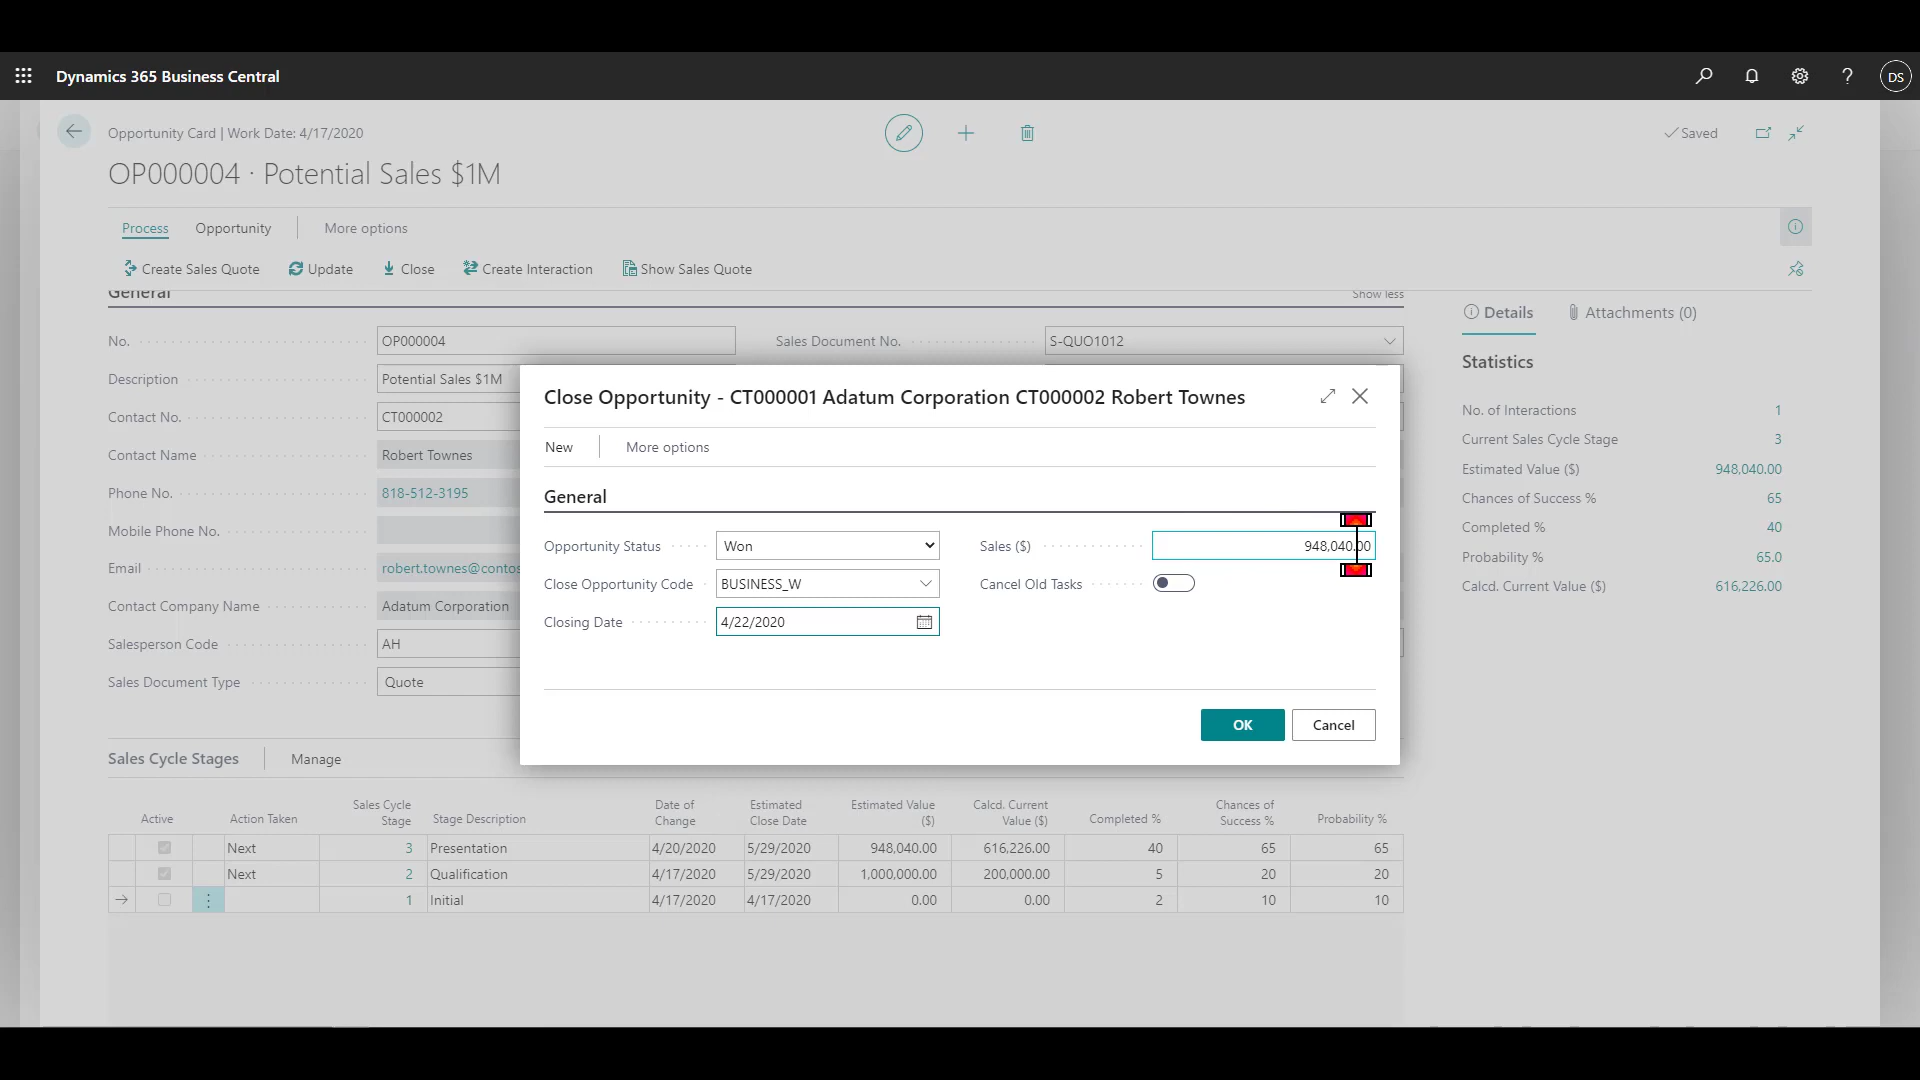 Dynamics 365 Business Central
DS
Opportunity Card | Work Date: 4/17/2020
Saved
OP000004 · Potential Sales $1M
Process Opportunity More options
Create Sales Quote Update Close Create Interaction Show Sales Quote
General Show less
No. OP000004 Sales Document No. S-QUO1012
Description Potential Sales $1M
Contact No. CT000002
Contact Name Robert Townes
Phone No. 818-512-3195
Mobile Phone No.
Email robert.townes@contos
Contact Company Name Adatum Corporation
Salesperson Code AH
Sales Document Type Quote
Close Opportunity - CT000001 Adatum Corporation CT000002 Robert Townes
New More options
General
Opportunity Status Won Sales ($) 948,040.00
Close Opportunity Code BUSINESS_W Cancel Old Tasks
Closing Date 4/22/2020
OK Cancel
Details Attachments (0)
Statistics
No. of Interactions 1
Current Sales Cycle Stage 3
Estimated Value ($) 948,040.00
Chances of Success % 65
Completed % 40
Probability % 65.0
Calcd. Current Value ($) 616,226.00
Sales Cycle Stages Manage
Active Action Taken Sales Cycle Stage Stage Description Date of Change Estimated Close Date Estimated Value ($) Calcd. Current Value ($) Completed % Chances of Success % Probability %
Next 3 Presentation 4/20/2020 5/29/2020 948,040.00 616,226.00 40 65 65
Next 2 Qualification 4/17/2020 5/29/2020 1,000,000.00 200,000.00 5 20 20
1 Initial 4/17/2020 4/17/2020 0.00 0.00 2 10 10